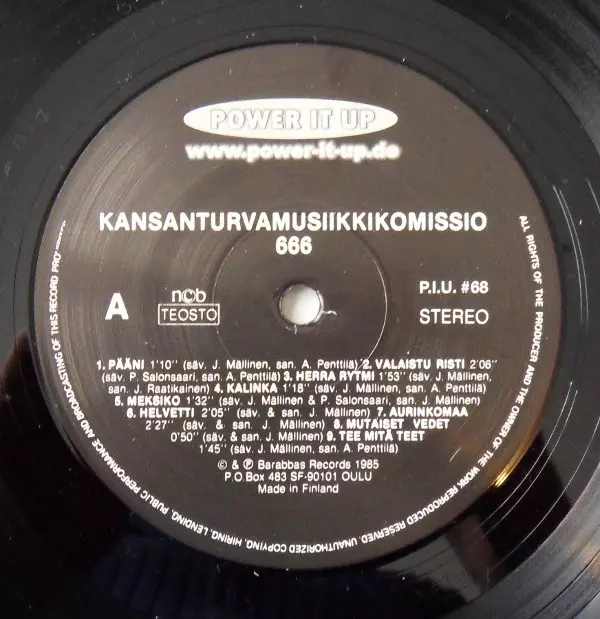 POWER IT UP
www.power-it-up.de
KANSANTURVAMUSIIKKIKOMISSIO
666
A
ncb
TEOSTO
P.I.U. #68
STEREO
1. PÄÄNI 1'10'' (säv. J. Mällinen, san. A. Penttilä) 2. VALAISTU RISTI 2'06''
(säv. P. Salonsaari, san. A. Penttilä) 3. HERRA RYTMI 1'53'' (säv. J. Mällinen,
san. J. Raatikainen) 4. KALINKA 1'18'' (säv. J. Mällinen, san. A. Penttilä)
5. MEKSIKO 1'32'' (säv. J. Mällinen & P. Salonsaari, san. J. Mällinen)
6. HELVETTI 2'05'' (säv. & san. J. Mällinen) 7. AURINKOMAA
2'27'' (säv. & san. J. Mällinen) 8. MUTAISET VEDET
0'50'' (säv. & san. J. Mällinen) 9. TEE MITÄ TEET
1'45'' (säv. J. Mällinen, san. A. Penttilä)
© & ℗ Barabbas Records 1985
P.O.Box 483 SF-90101 OULU
Made in Finland
ALL RIGHTS OF THE PRODUCER AND THE OWNER OF THE WORK REPRODUCED RESERVED. UNAUTHORIZED COPYING, HIRING, LENDING, PUBLIC PERFORMANCE AND BROADCASTING OF THIS RECORD